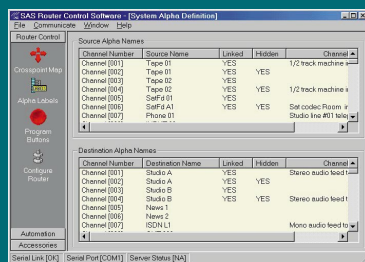 SAS Router Control Software - [System Alpha Definition]
File Communicate Window Help
Router Control
Crosspoint Map
Alpha Labels
Program Buttons
Configure Router
Automation
Accessories
Source Alpha Names
Channel Number Source Name Linked Hidden Channel
Channel [001] Tape 01 YES 1/2 track machine i
Channel [002] Tape 01 YES YES
Channel [003] Tape 02 YES
Channel [004] Tape 02 YES YES 1/2 track machine i
Channel [005] SatFd 01 YES
Channel [006] SatFd A1 YES YES Sat codec Room
Channel [007] Phone 01 Studio line #01 tele
Destination Alpha Names
Channel Number Destination Name Linked Hidden Channel
Channel [001] Studio A YES Stereo audio feed t
Channel [002] Studio A YES YES
Channel [003] Studio B YES
Channel [004] Studio B YES YES Stereo audio feed t
Channel [005] News 1
Channel [006] News 2
Channel [007] ISDN L1 Mono audio feed to
Serial Link [OK] Serial Port [COM1] Server Status [NA]